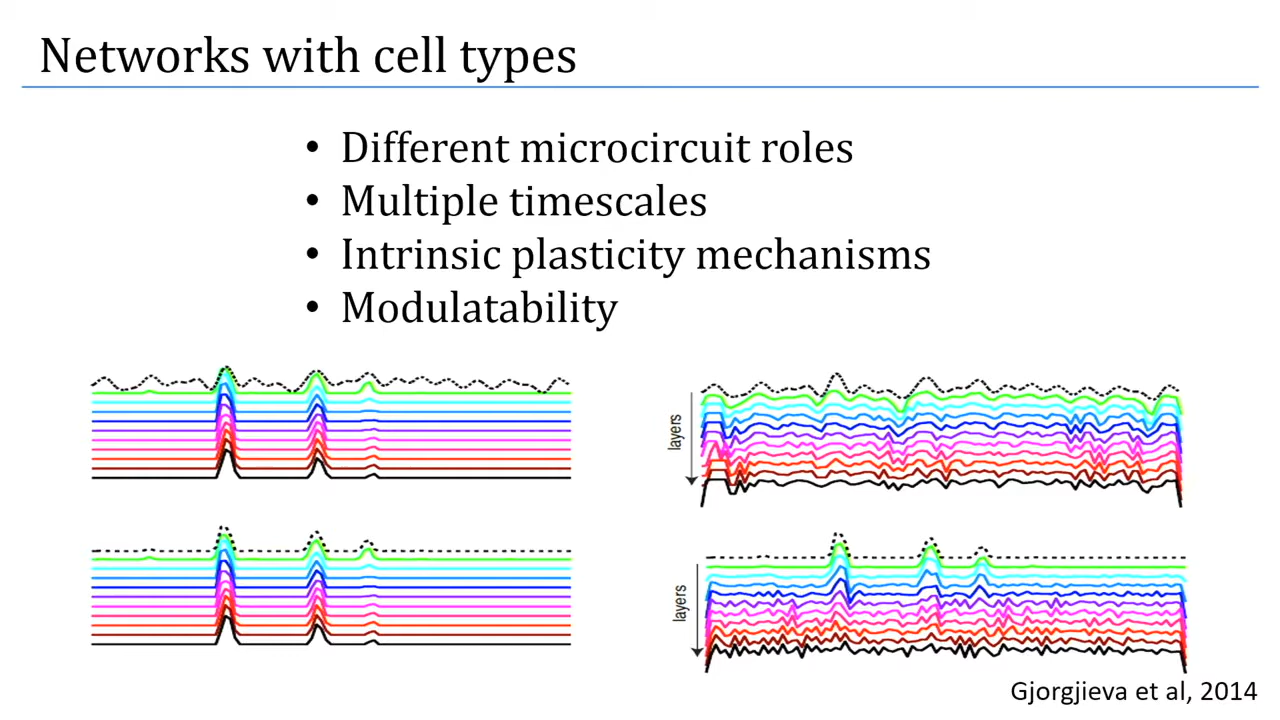 Networks with cell types
• Different microcircuit roles
• Multiple timescales
• Intrinsic plasticity mechanisms
• Modulatability
layers
layers
Gjorgjieva et al, 2014